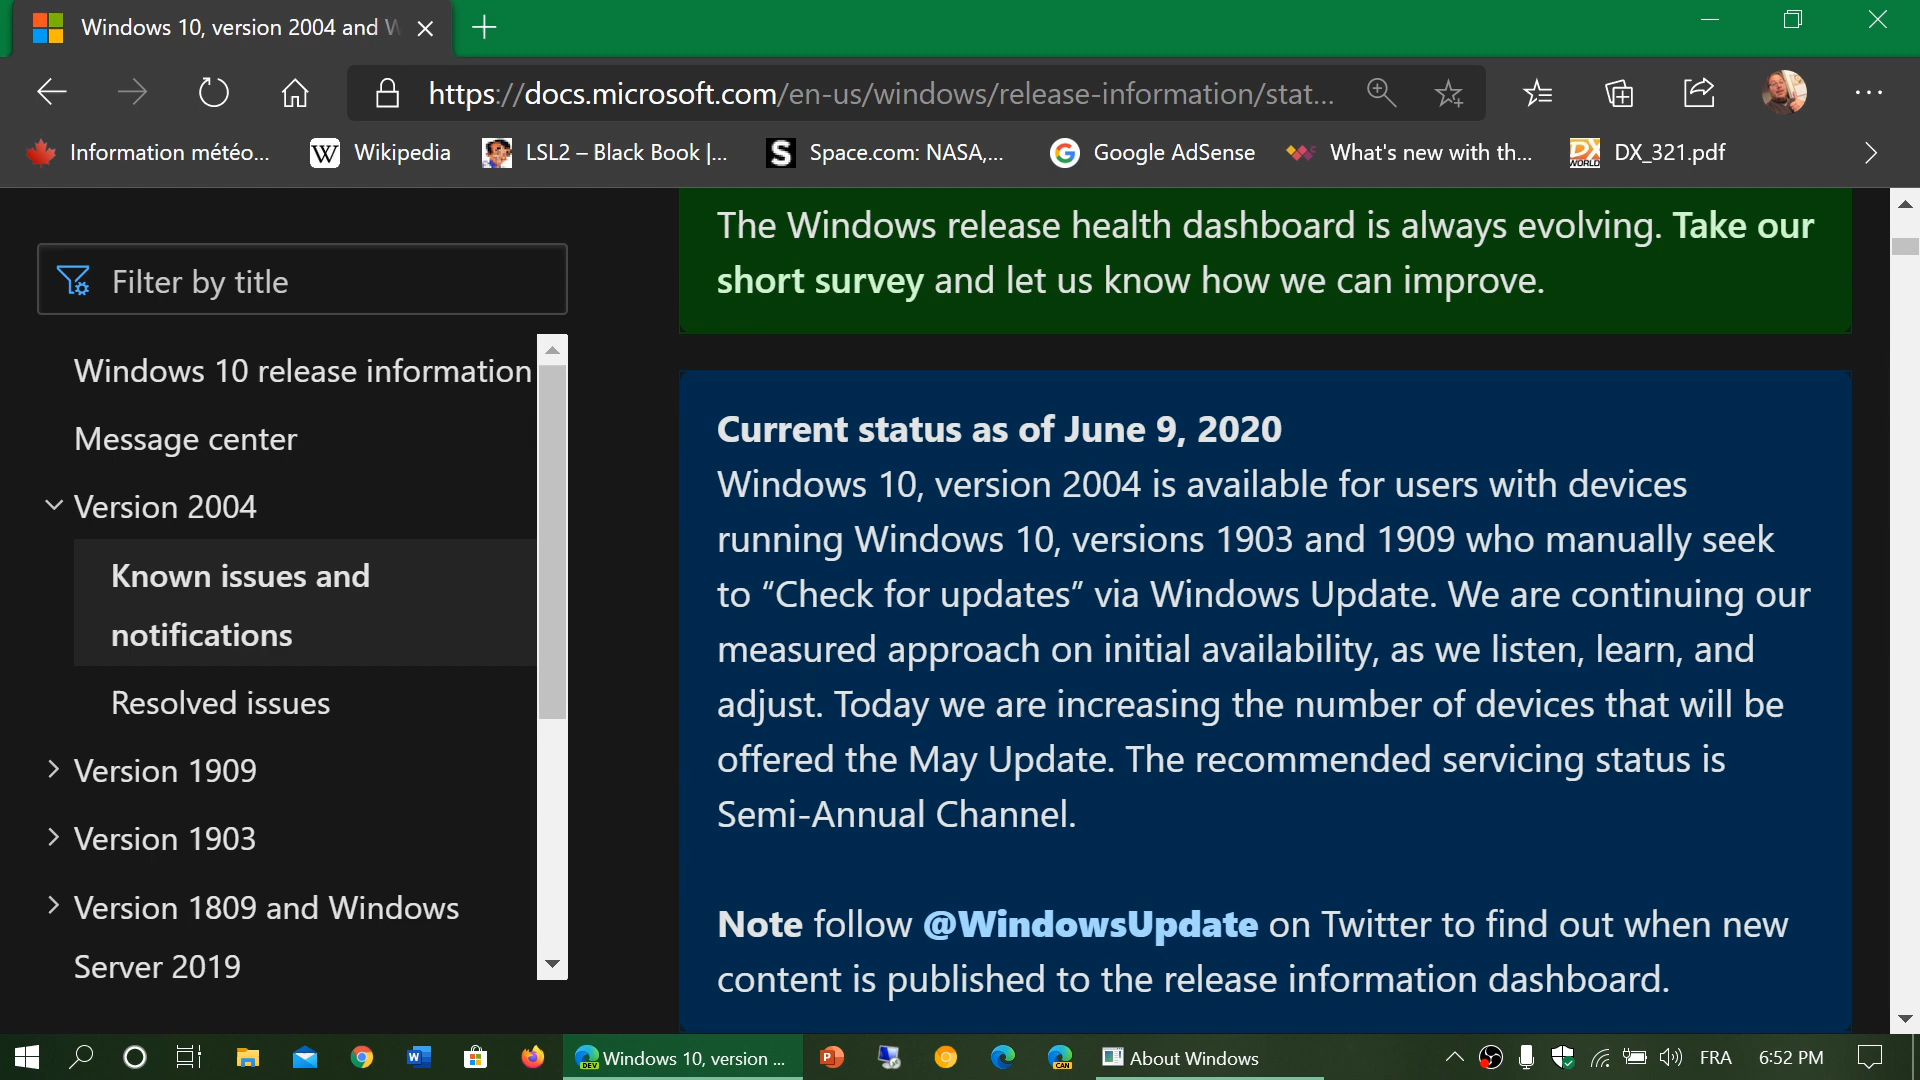 Windows 10, version 2004 and W
https://docs.microsoft.com/en-us/windows/release-information/stat...
Information météo...
Wikipedia
LSL2 – Black Book |...
Space.com: NASA,...
Google AdSense
What's new with th...
DX_321.pdf
Filter by title
Windows 10 release information
Message center
Version 2004
Known issues and
notifications
Resolved issues
Version 1909
Version 1903
Version 1809 and Windows
Server 2019
The Windows release health dashboard is always evolving. Take our
short survey and let us know how we can improve.
Current status as of June 9, 2020
Windows 10, version 2004 is available for users with devices
running Windows 10, versions 1903 and 1909 who manually seek
to “Check for updates” via Windows Update. We are continuing our
measured approach on initial availability, as we listen, learn, and
adjust. Today we are increasing the number of devices that will be
offered the May Update. The recommended servicing status is
Semi-Annual Channel.
Note follow @WindowsUpdate on Twitter to find out when new
content is published to the release information dashboard.
Windows 10, version ...
About Windows
FRA
6:52 PM